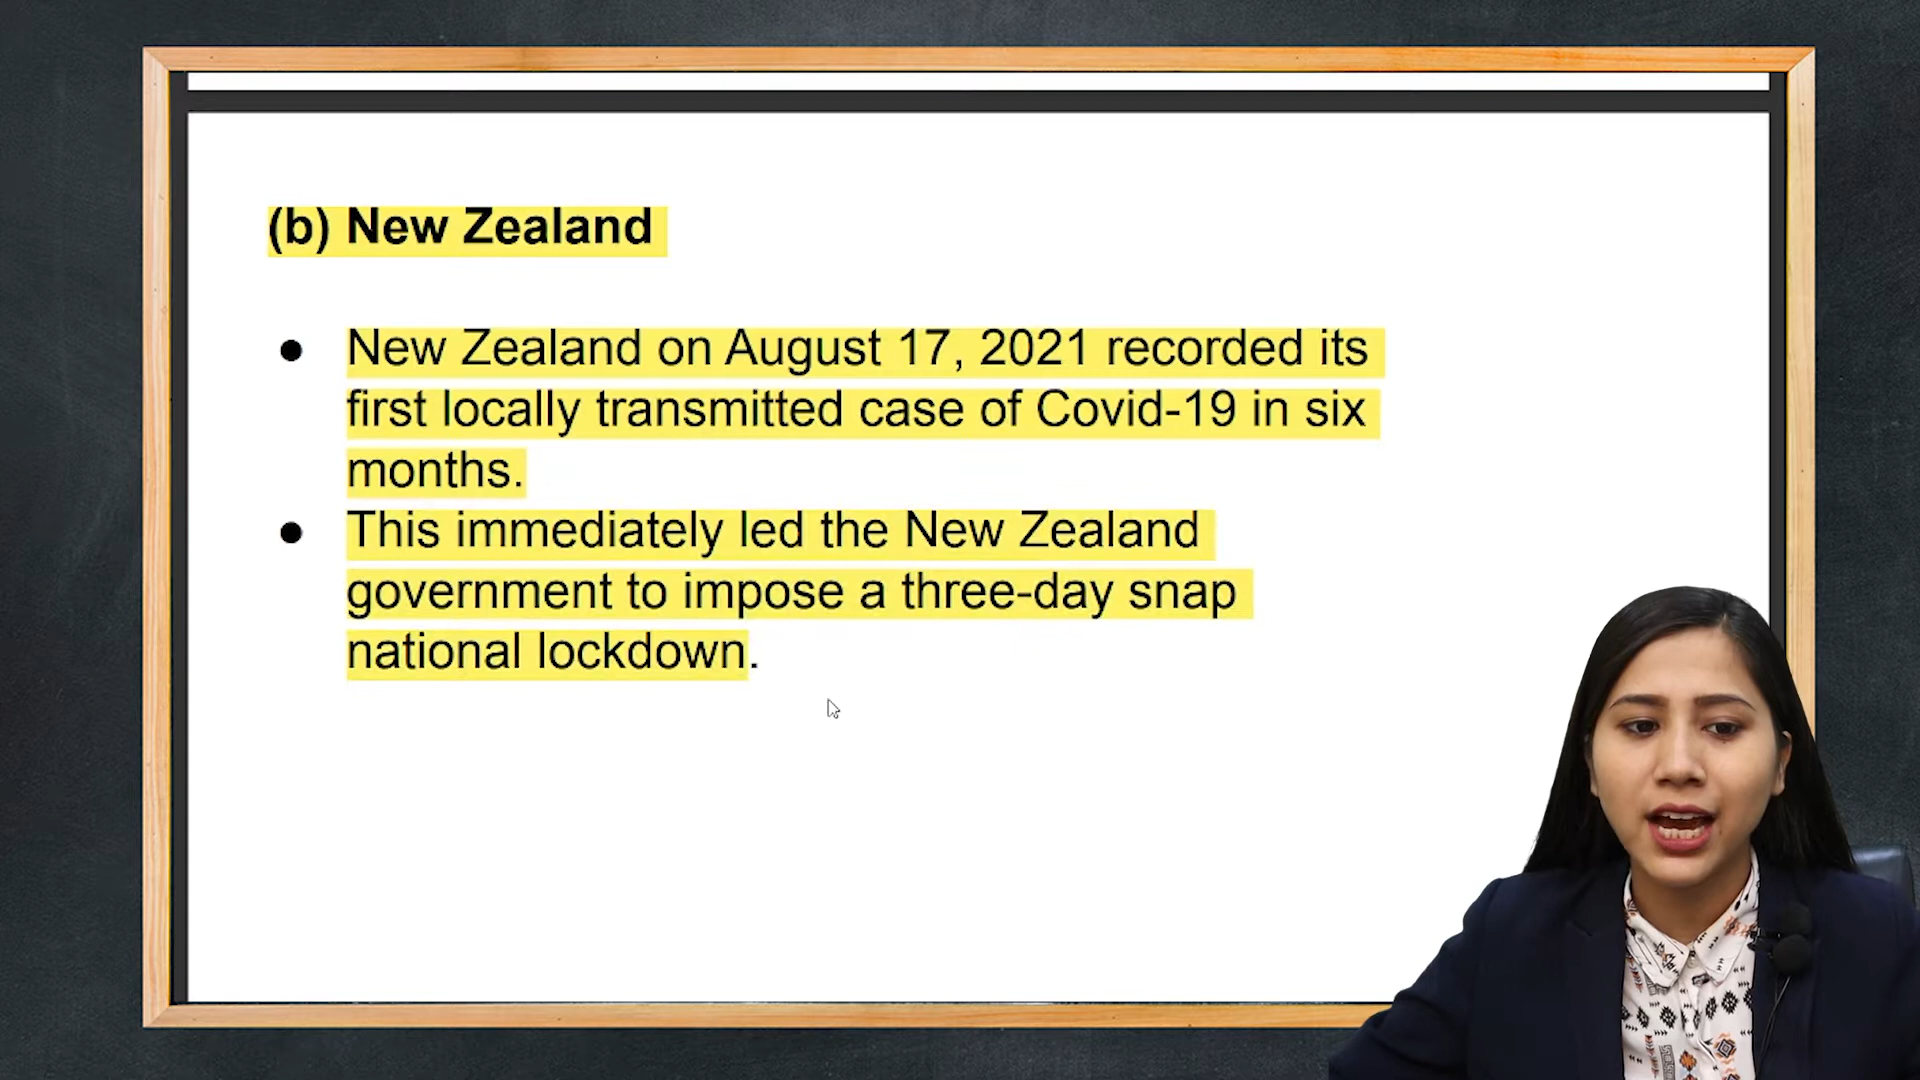 (b) New Zealand
● New Zealand on August 17, 2021 recorded its
first locally transmitted case of Covid-19 in six
months.
● This immediately led the New Zealand
government to impose a three-day snap
national lockdown.